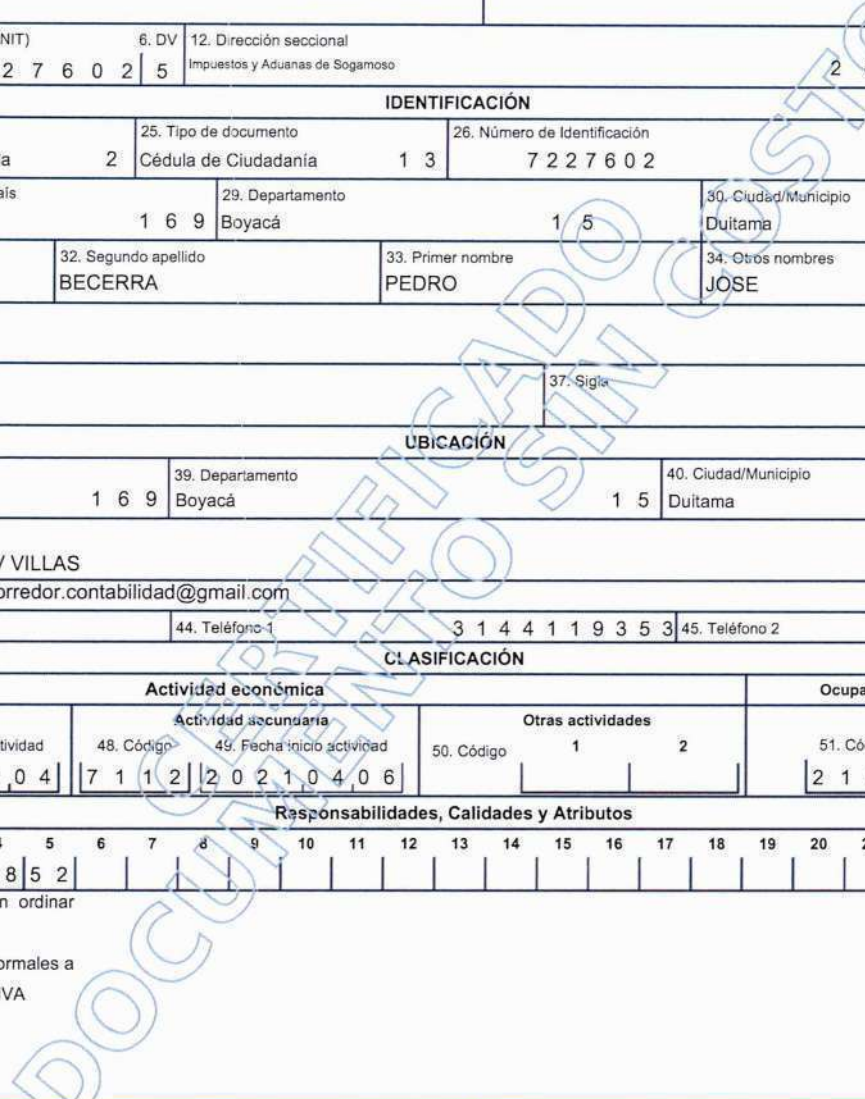 NIT) 6. DV 12. Dirección seccional
2 7 6 0 2 5 Impuestos y Aduanas de Sogamoso 2
IDENTIFICACIÓN
25. Tipo de documento 26. Número de Identificación
a 2 Cédula de Ciudadanía 1 3 7 2 2 7 6 0 2
aís 29. Departamento 30. Ciudad/Municipio
1 6 9 Boyacá 1 5 Duitama
32. Segundo apellido 33. Primer nombre 34. Otros nombres
BECERRA PEDRO JOSE
37. Sigla
UBICACIÓN
39. Departamento 40. Ciudad/Municipio
1 6 9 Boyacá 1 5 Duitama
VILLAS
orredor.contabilidad@gmail.com
44. Teléfono 1 3 1 4 4 1 1 9 3 5 3 45. Teléfono 2
CLASIFICACIÓN
Actividad económica Ocupa
Actividad secundaria Otras actividades
tividad 48. Código 49. Fecha inicio actividad 50. Código 1 2 51. Có
0 4 7 1 1 2 2 0 2 1 0 4 0 6 2 1
Responsabilidades, Calidades y Atributos
5 6 7 8 9 10 11 12 13 14 15 16 17 18 19 20
8 5 2
n ordinar
ormales a
IVA
CERTIFICADO
DOCUMENTO SIN COSTO